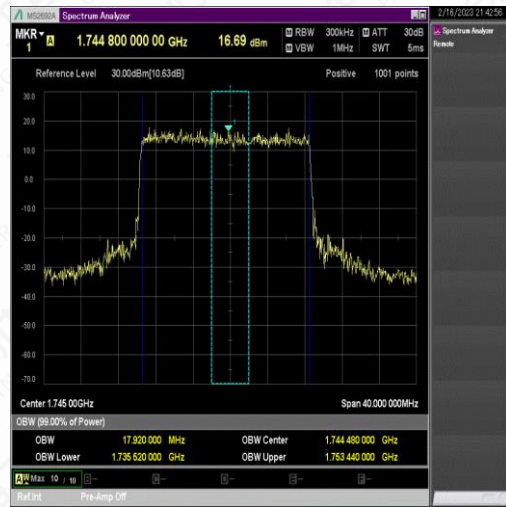 MS2692A Spectrum Analyzer
2/16/2023 21:42:56
MKR 1 A 1.744 800 000 00 GHz 16.69 dBm
M RBW 300kHz M ATT 30dB
M VBW 1MHz SWT 5ms
Spectrum Analyzer
Remote
Reference Level 30.00dBm[10.63dB] Positive 1001 points
30.0
20.0
10.0
0.0
-10.0
-20.0
-30.0
-40.0
-50.0
-60.0
-70.0
Center 1.745 00GHz Span 40.000 000MHz
OBW (99.00% of Power)
OBW 17.920 000 MHz OBW Center 1.744 480 000 GHz
OBW Lower 1.735 520 000 GHz OBW Upper 1.753 440 000 GHz
A W Max 10 / 10
Ref.Int Pre-Amp Off